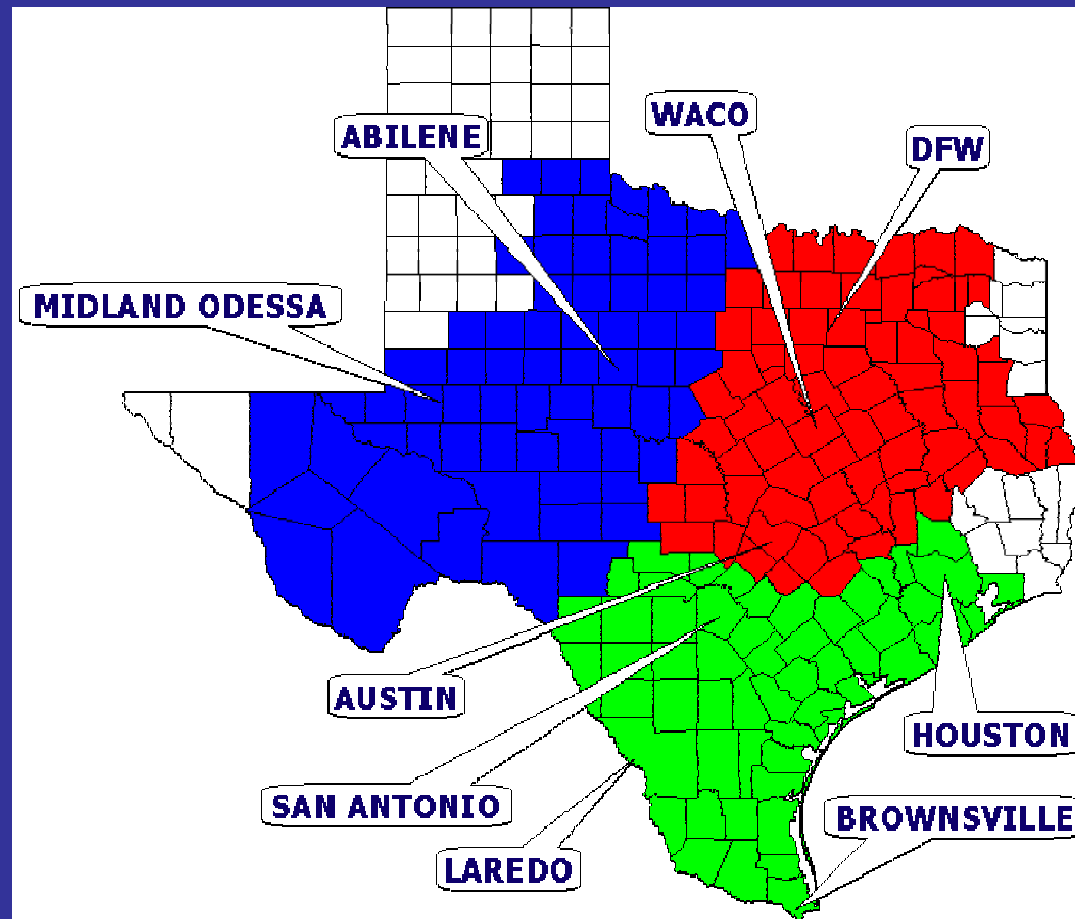 WACO
ABILENE
DFW
MIDLAND ODESSA
AUSTIN
HOUSTON
SAN ANTONIO
BROWNSVILLE
LAREDO